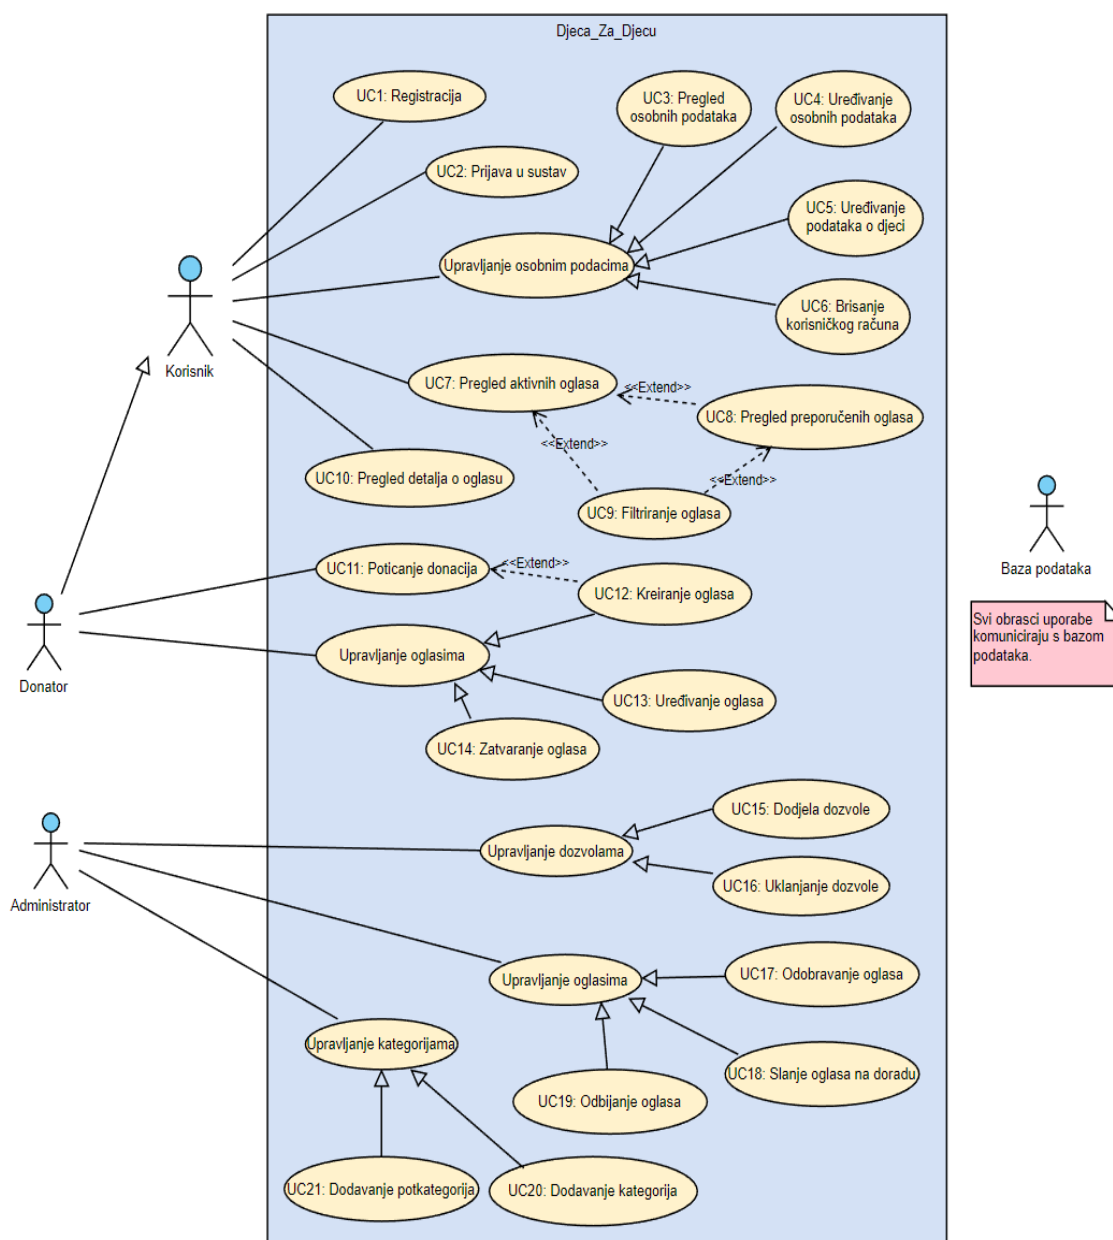 Djeca_Za_Djecu
UC1: Registracija
UC3: Pregled
osobnih podataka
UC4: Uređivanje
osobnih podataka
UC2: Prijava u sustav
UC5: Uređivanje
podataka o djeci
Upravljanje osobnim podacima
UC6: Brisanje
korisničkog računa
Korisnik
UC7: Pregled aktivnih oglasa
<<Extend>>
UC8: Pregled preporučenih oglasa
<<Extend>>
UC10: Pregled detalja o oglasu
<<Extend>>
UC9: Filtriranje oglasa
Baza podataka
Svi obrasci uporabe
komuniciraju s bazom
podataka.
UC11: Poticanje donacija
<<Extend>>
UC12: Kreiranje oglasa
Upravljanje oglasima
Donator
UC13: Uređivanje oglasa
UC14: Zatvaranje oglasa
UC15: Dodjela dozvole
Upravljanje dozvolama
UC16: Uklanjanje dozvole
Administrator
UC17: Odobravanje oglasa
Upravljanje oglasima
Upravljanje kategorijama
UC18: Slanje oglasa na doradu
UC19: Odbijanje oglasa
UC21: Dodavanje potkategorija
UC20: Dodavanje kategorija